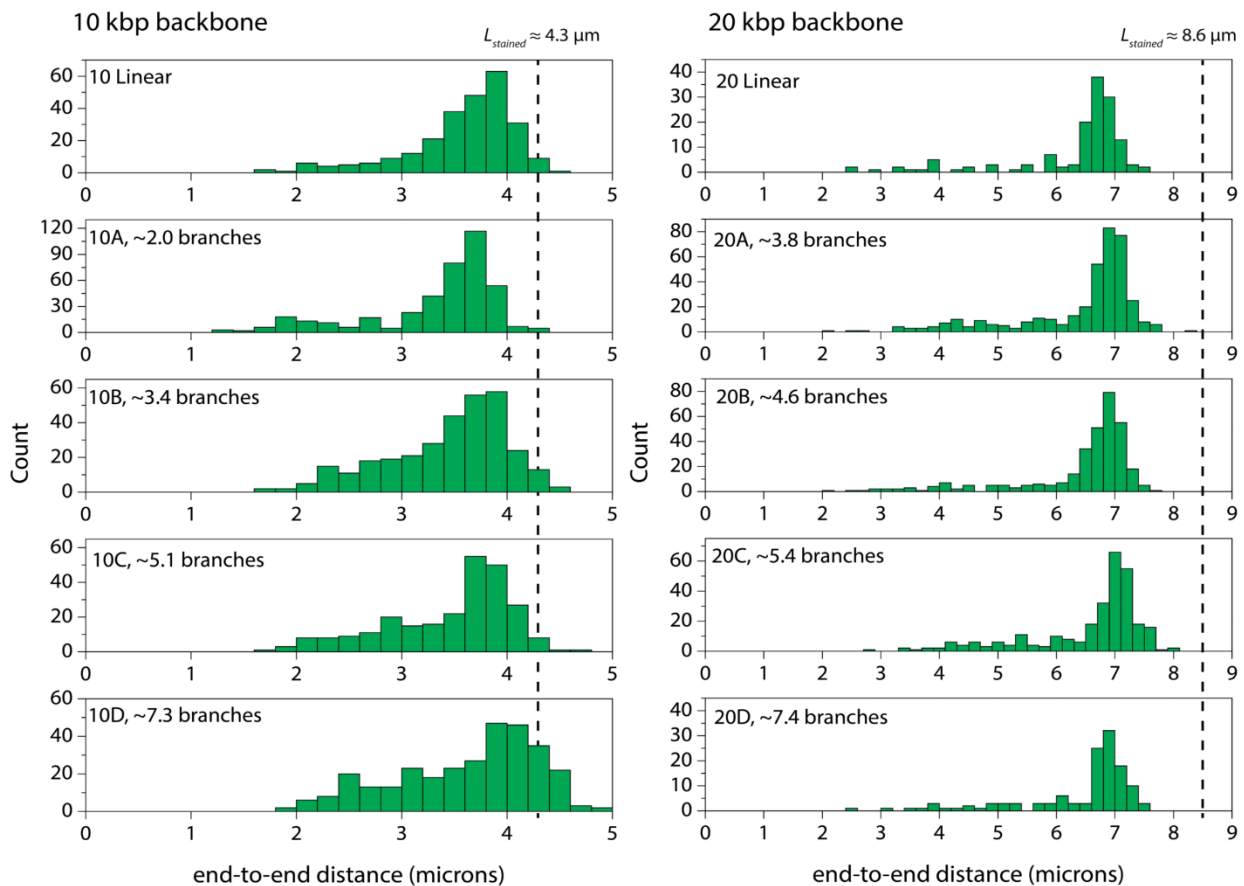 10 kbp backbone
L_stained ≈ 4.3 μm
10 Linear
60
40
20
0
0 1 2 3 4 5
10A, ~2.0 branches
120
90
60
30
0
0 1 2 3 4 5
10B, ~3.4 branches
60
40
20
0
0 1 2 3 4 5
10C, ~5.1 branches
60
40
20
0
0 1 2 3 4 5
10D, ~7.3 branches
60
40
20
0
0 1 2 3 4 5
Count
end-to-end distance (microns)
20 kbp backbone
L_stained ≈ 8.6 μm
20 Linear
40
30
20
10
0
0 1 2 3 4 5 6 7 8 9
20A, ~3.8 branches
80
60
40
20
0
0 1 2 3 4 5 6 7 8 9
20B, ~4.6 branches
80
60
40
20
0
0 1 2 3 4 5 6 7 8 9
20C, ~5.4 branches
60
40
20
0
0 1 2 3 4 5 6 7 8 9
20D, ~7.4 branches
40
30
20
10
0
0 1 2 3 4 5 6 7 8 9
Count
end-to-end distance (microns)